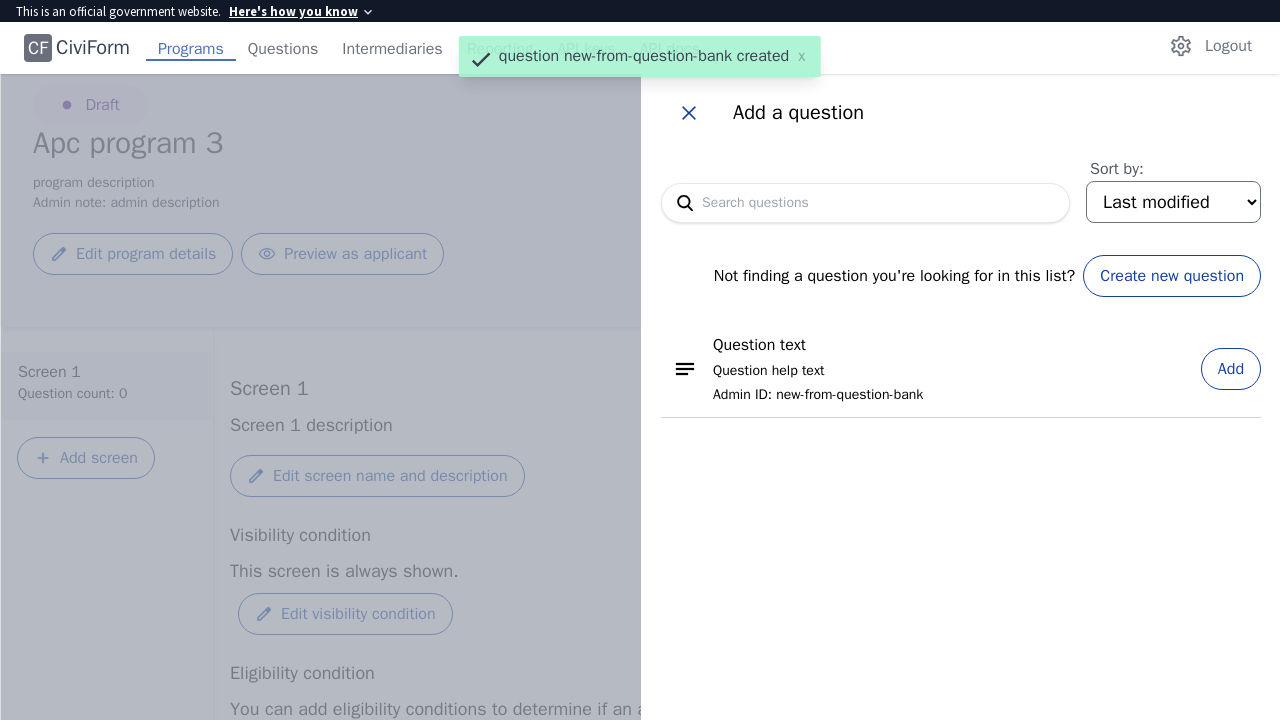 This is an official government website. Here's how you know
CF CiviForm Programs Questions Intermediaries Reporting API keys API docs Logout
question new-from-question-bank created x
Draft
Apc program 3
program description
Admin note: admin description
Edit program details Preview as applicant
Screen 1
Question count: 0
Add screen
Screen 1
Screen 1 description
Edit screen name and description
Visibility condition
This screen is always shown.
Edit visibility condition
Eligibility condition
You can add eligibility conditions to determine if an a
Add a question
Sort by:
Search questions
Last modified
Not finding a question you're looking for in this list? Create new question
Question text
Question help text
Admin ID: new-from-question-bank
Add